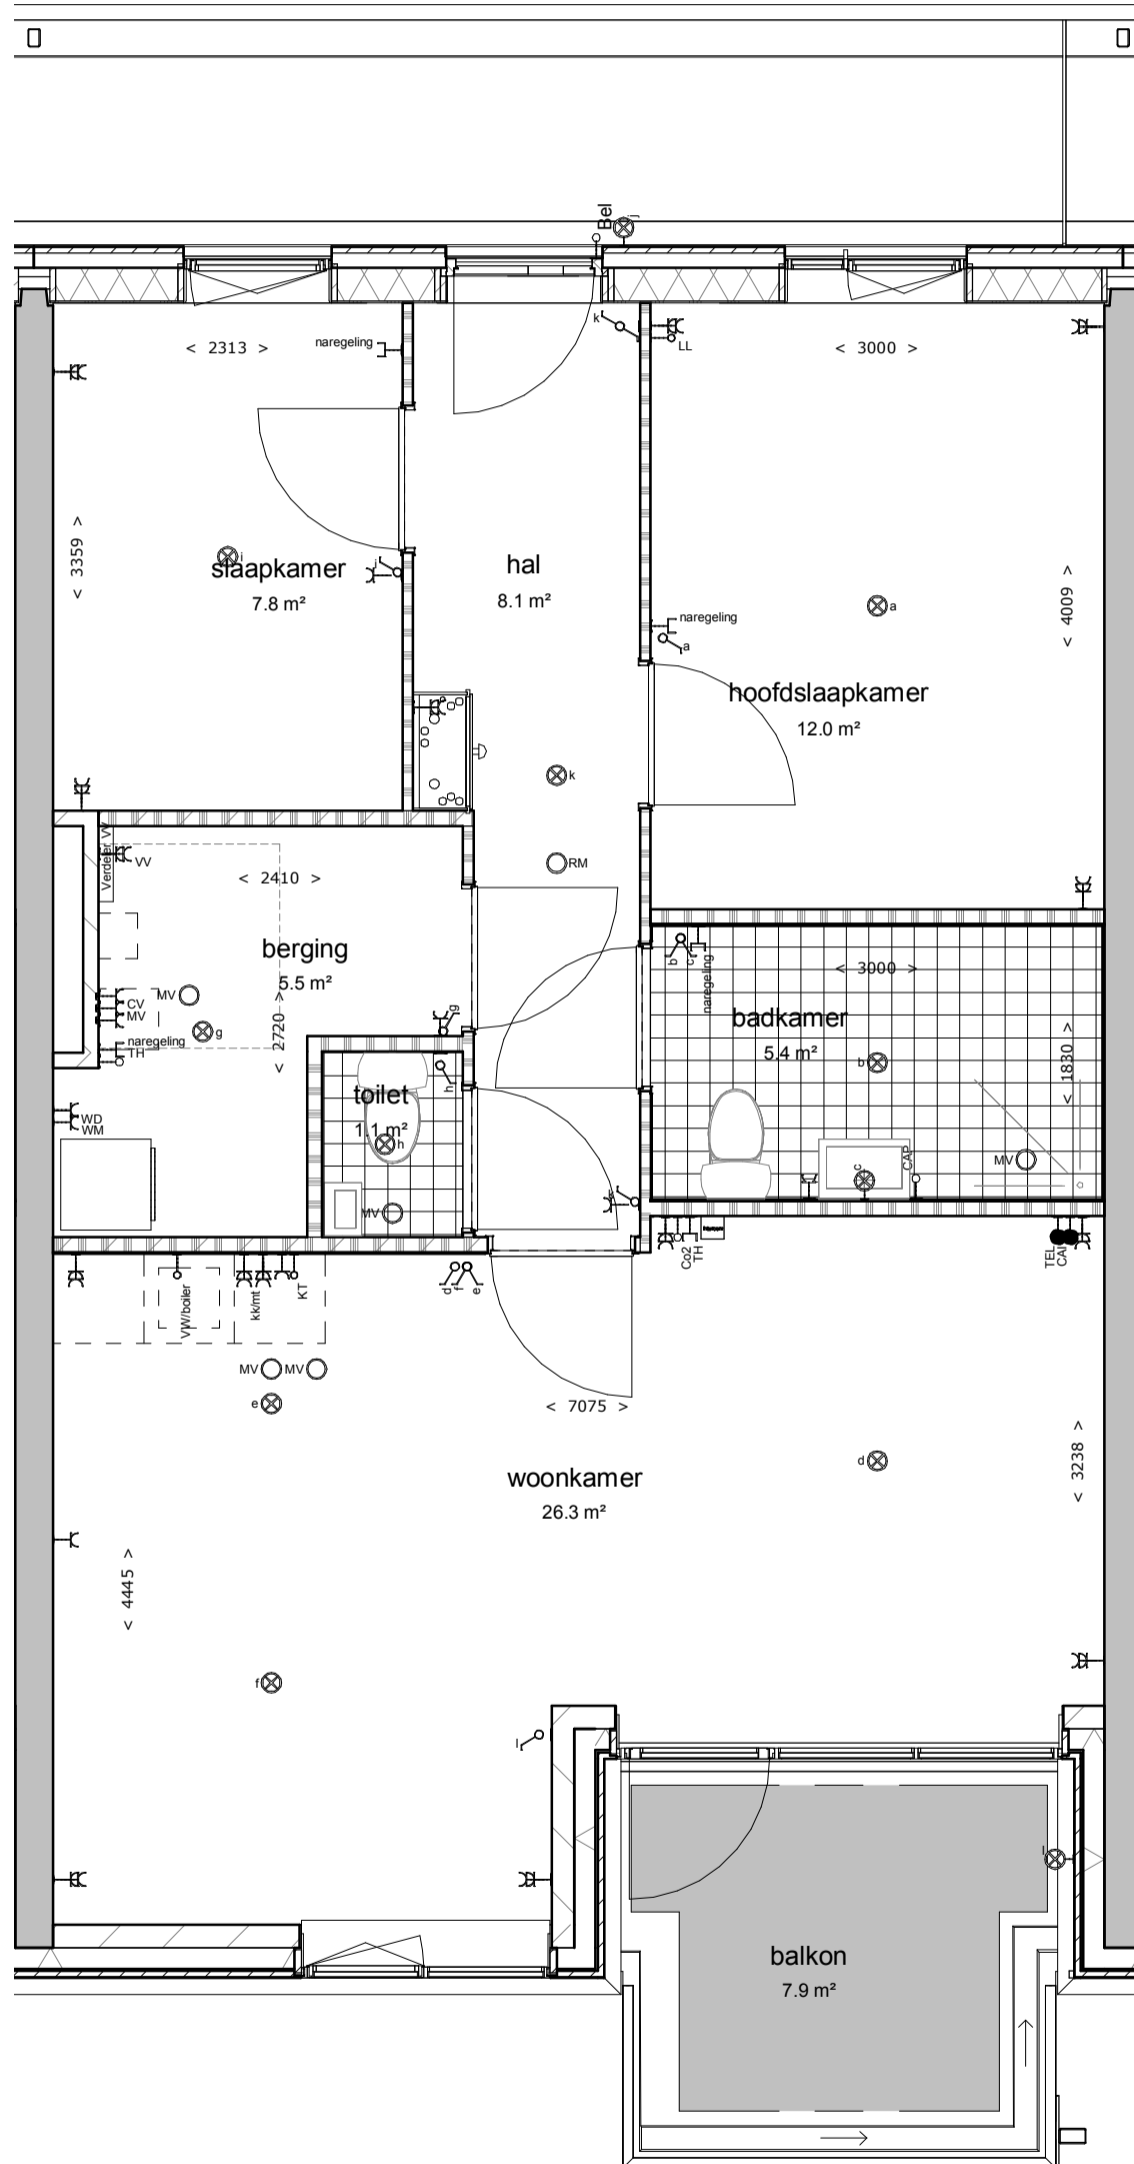 Bel
j
k
naregeling
< 2313 >
LL
< 3000 >
< 3359 >
i
slaapkamer
7.8 m²
i
hal
8.1 m²
a
< 4009 >
naregeling
a
hoofdslaapkamer
12.0 m²
k
RM
Verdeler VV
VV
< 2410 >
berging
5.5 m²
b
c
naregeling
< 3000 >
MV
CV
MV
g
g
naregeling
TH
< 2720 >
badkamer
5.4 m²
b
< 1830 >
h
toilet
1.1 m²
h
WD
WM
MV
k
c
CAP
MV
Co2
TH
TEL
CAI
VW/boiler
kk/mt
KT
d
f
e
MV
MV
e
< 7075 >
d
< 3238 >
woonkamer
26.3 m²
< 4445 >
f
l
l
balkon
7.9 m²